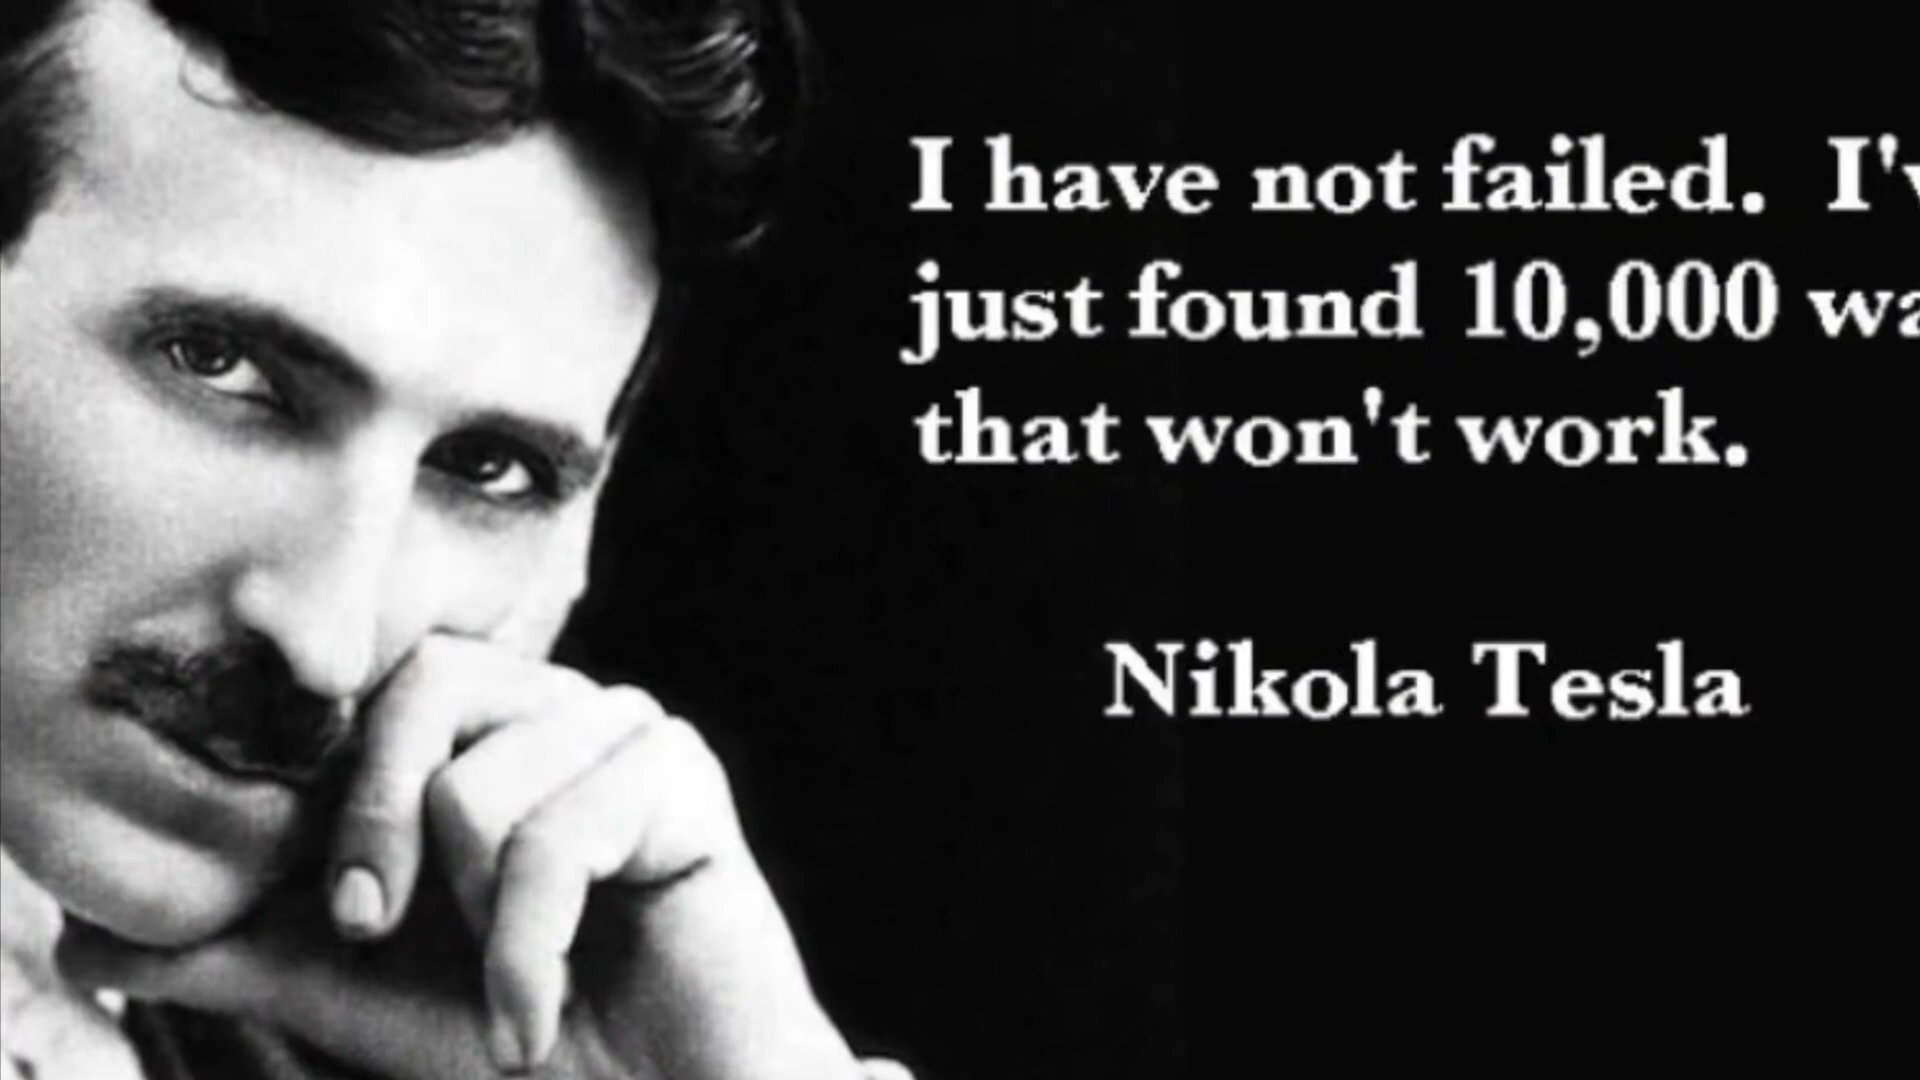 I have not failed. I'v
just found 10,000 wa
that won't work.
Nikola Tesla